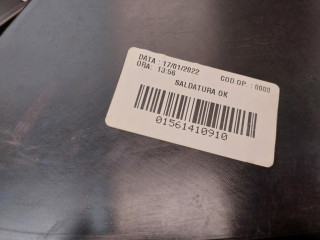 DATA : 17/01/2022 COD.OP : 0000
ORA: 13:56
SALDATURA OK
01561410910